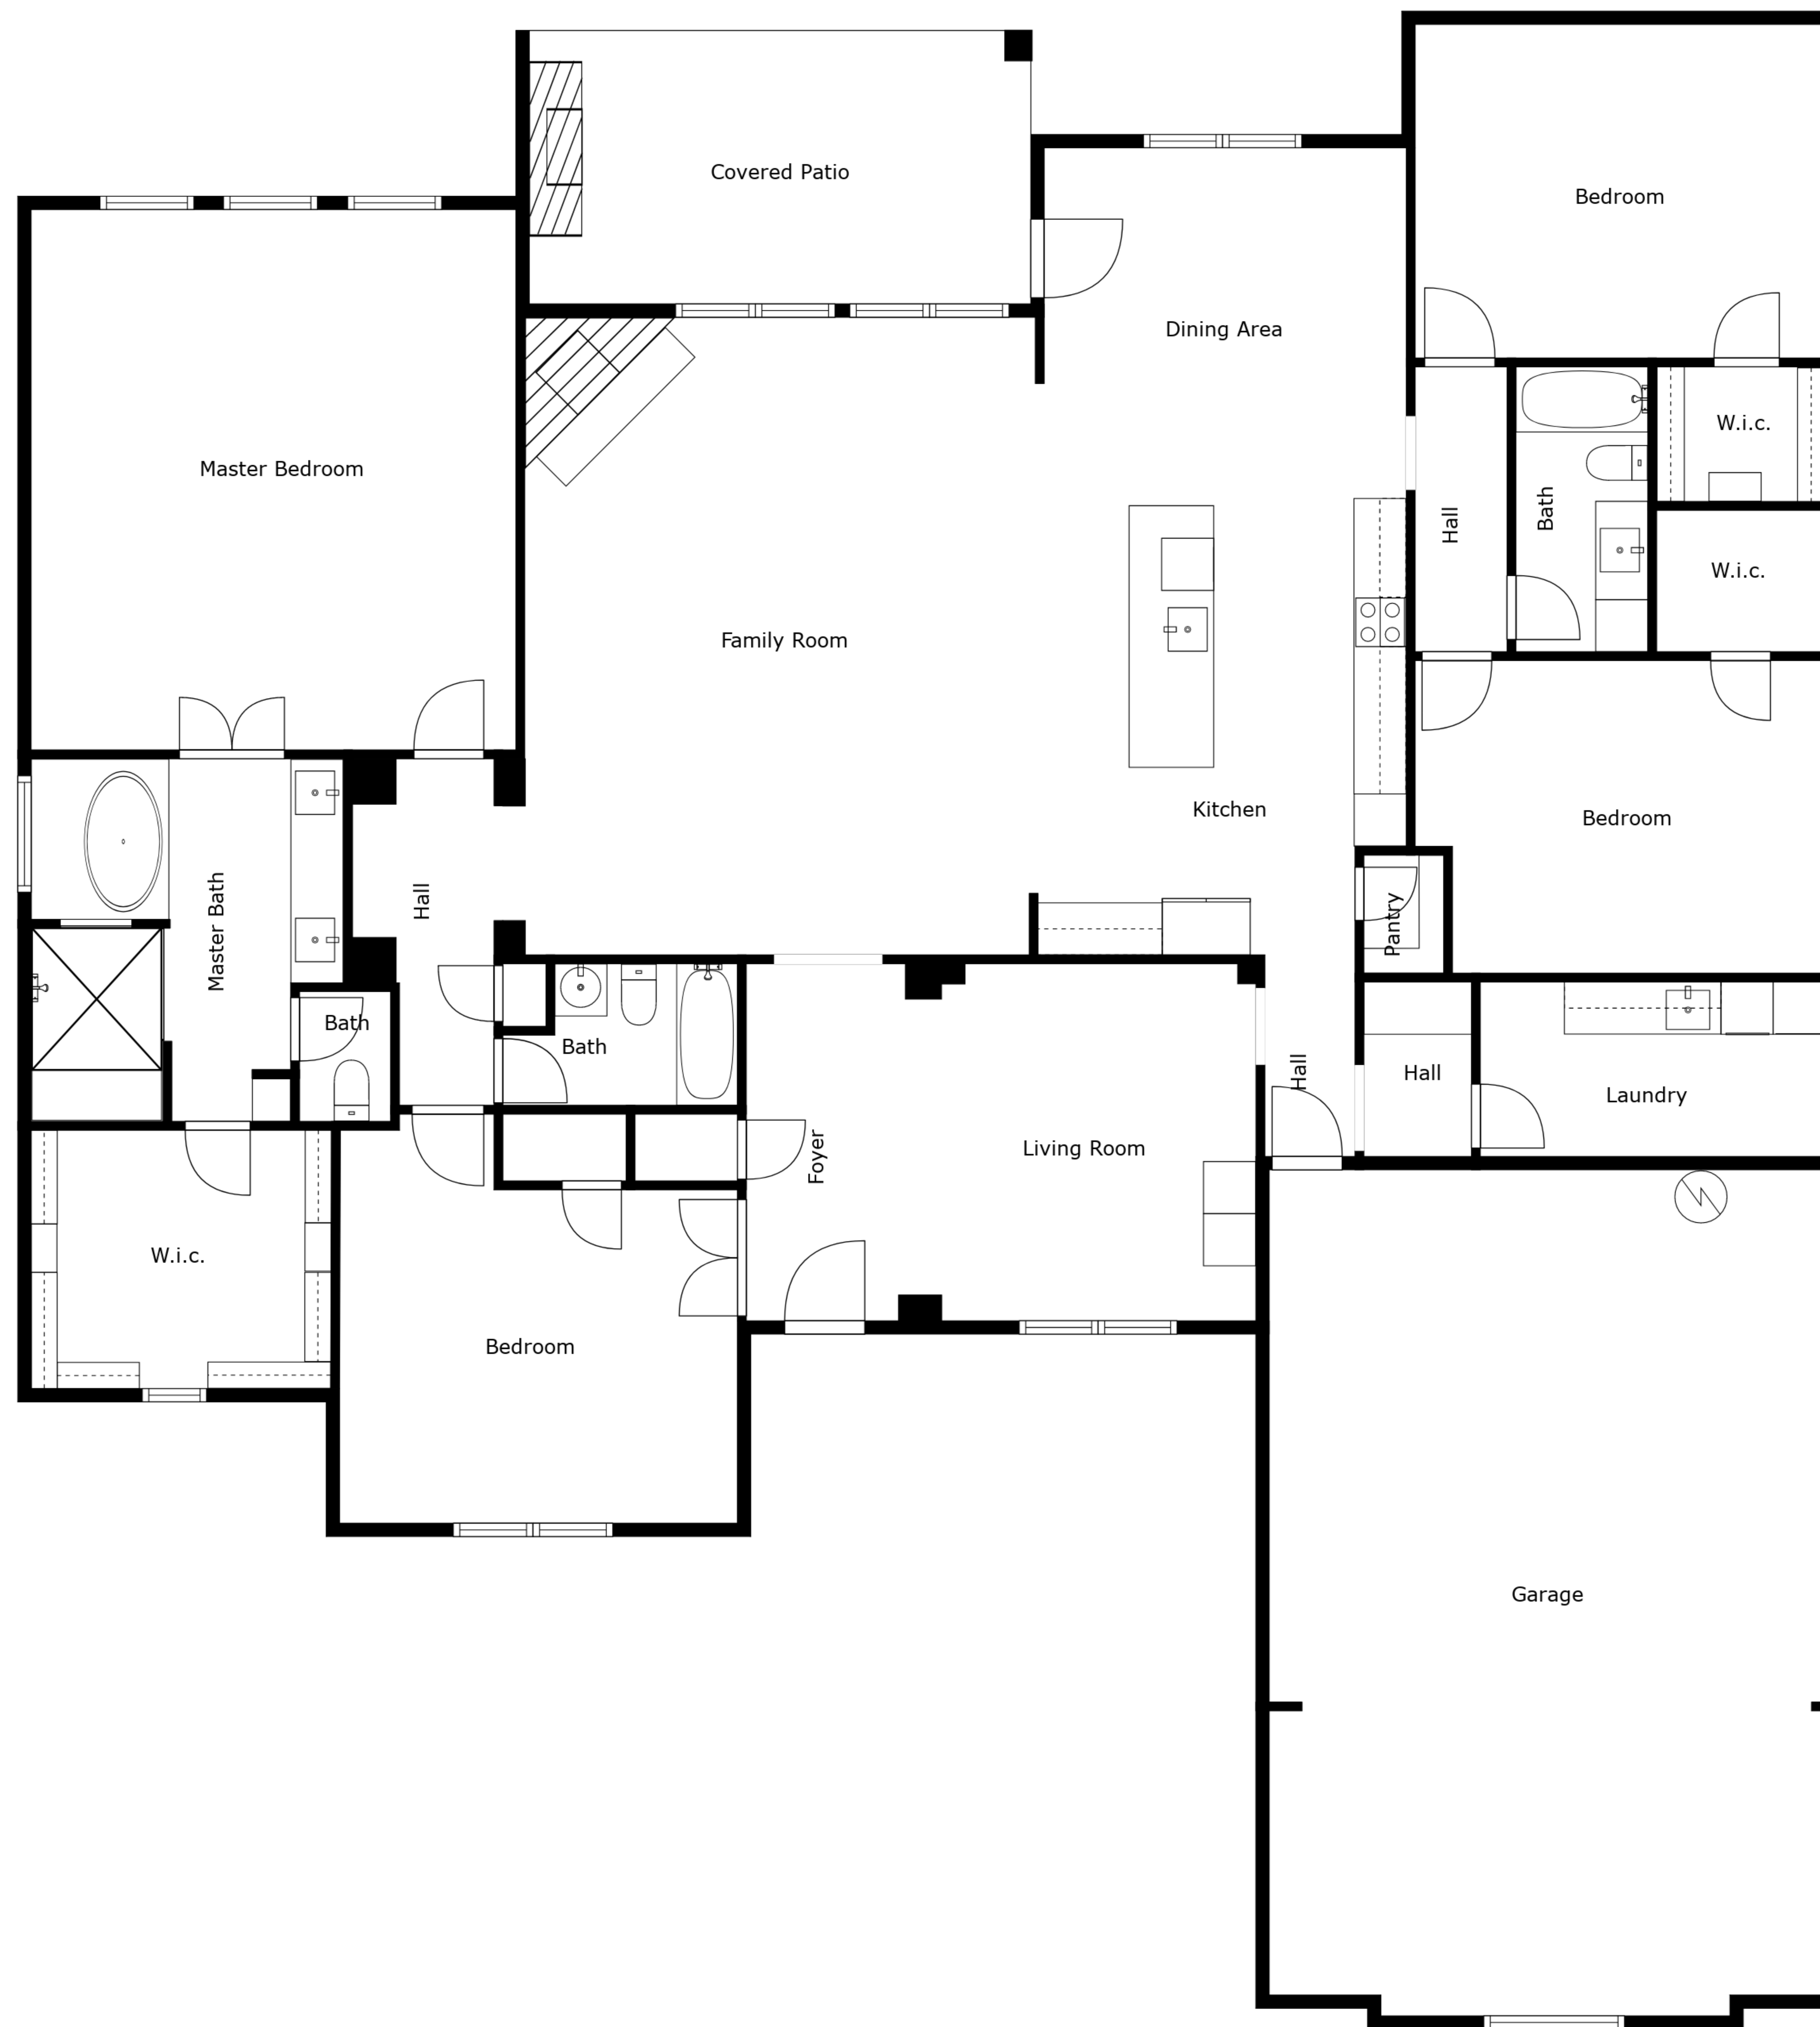 Covered Patio
Bedroom
Dining Area
W.i.c.
Master Bedroom
Hall
Bath
W.i.c.
Family Room
Kitchen
Bedroom
Master Bath
Hall
Pantry
Bath
Bath
Hall
Hall
Laundry
Foyer
Living Room
W.i.c.
Bedroom
Garage